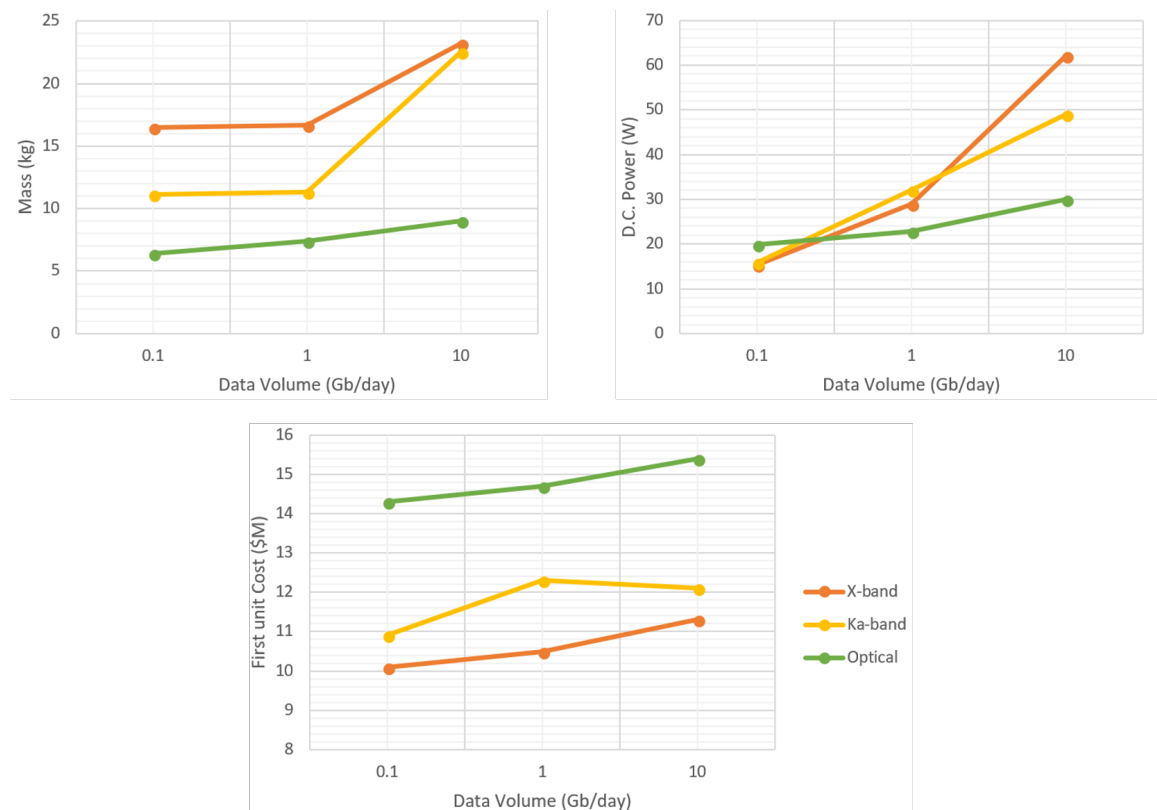 25
20
15
10
5
0
Mass (kg)
0.1 1 10
Data Volume (Gb/day)
70
60
50
40
30
20
10
0
D.C. Power (W)
0.1 1 10
Data Volume (Gb/day)
16
15
14
13
12
11
10
9
8
First unit Cost ($M)
0.1 1 10
Data Volume (Gb/day)
X-band
Ka-band
Optical